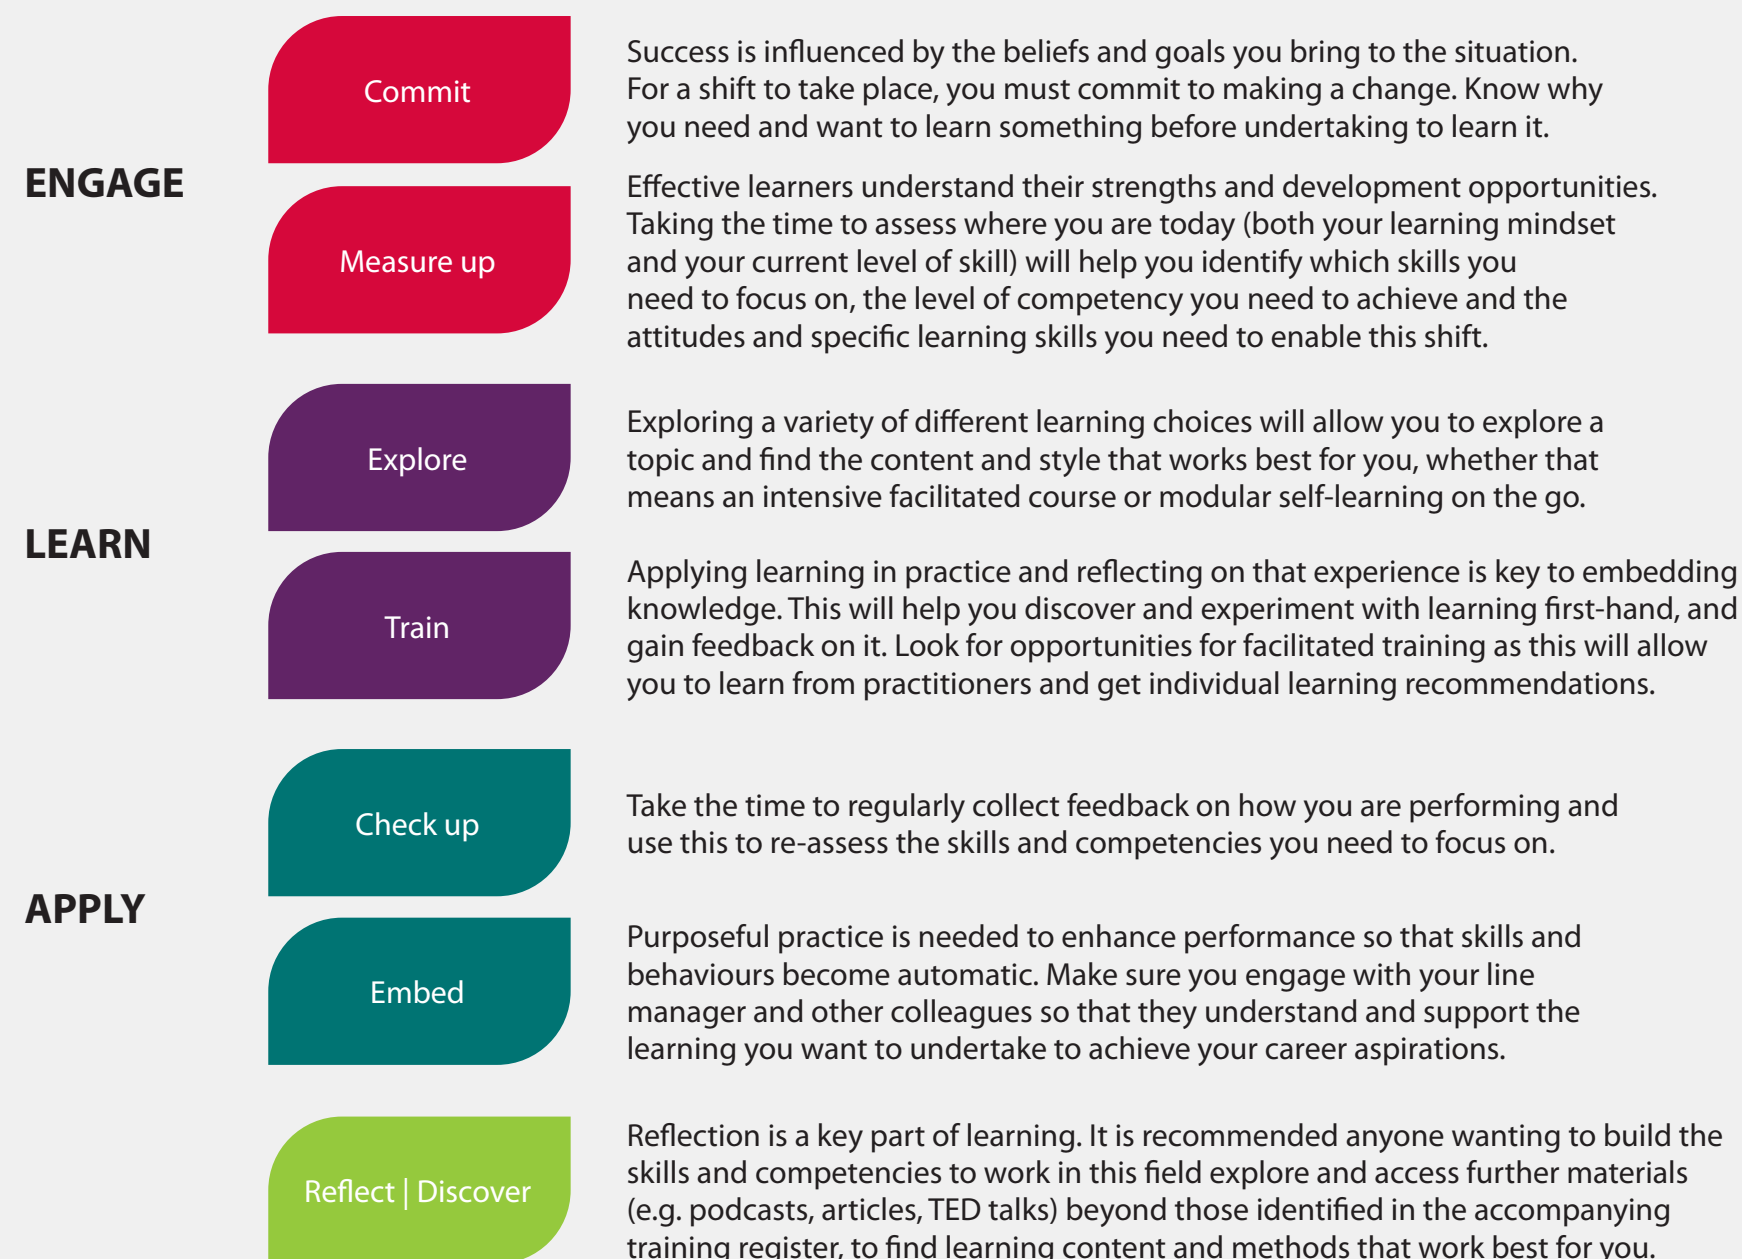 Commit
Success is influenced by the beliefs and goals you bring to the situation.
For a shift to take place, you must commit to making a change. Know why
you need and want to learn something before undertaking to learn it.
ENGAGE
Measure up
Effective learners understand their strengths and development opportunities.
Taking the time to assess where you are today (both your learning mindset
and your current level of skill) will help you identify which skills you
need to focus on, the level of competency you need to achieve and the
attitudes and specific learning skills you need to enable this shift.
Explore
Exploring a variety of different learning choices will allow you to explore a
topic and find the content and style that works best for you, whether that
means an intensive facilitated course or modular self-learning on the go.
LEARN
Train
Applying learning in practice and reflecting on that experience is key to embedding
knowledge. This will help you discover and experiment with learning first-hand, and
gain feedback on it. Look for opportunities for facilitated training as this will allow
you to learn from practitioners and get individual learning recommendations.
Check up
Take the time to regularly collect feedback on how you are performing and
use this to re-assess the skills and competencies you need to focus on.
APPLY
Embed
Purposeful practice is needed to enhance performance so that skills and
behaviours become automatic. Make sure you engage with your line
manager and other colleagues so that they understand and support the
learning you want to undertake to achieve your career aspirations.
Reflect | Discover
Reflection is a key part of learning. It is recommended anyone wanting to build the
skills and competencies to work in this field explore and access further materials
(e.g. podcasts, articles, TED talks) beyond those identified in the accompanying
training register, to find learning content and methods that work best for you.